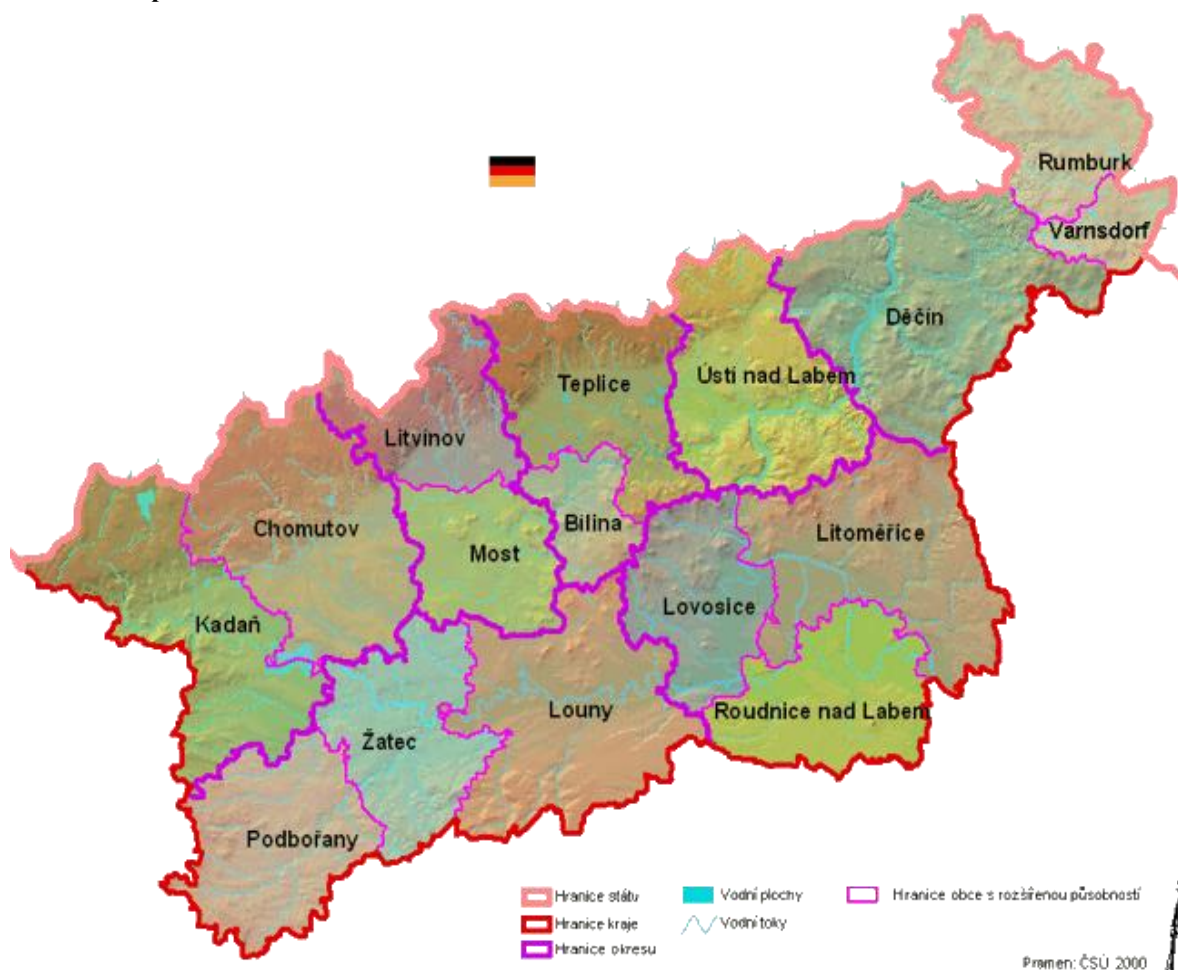 Rumburk
Varnsdorf
Děčín
Ústí nad Labem
Teplice
Litvínov
Chomutov
Most
Bílina
Litoměřice
Lovosice
Kadaň
Louny
Roudnice nad Labem
Žatec
Podbořany
Hranice státu
Vodní plochy
Hranice obce s rozšířenou působností
Hranice kraje
Vodní toky
Hranice okresu
Pramen: ČSÚ 2000